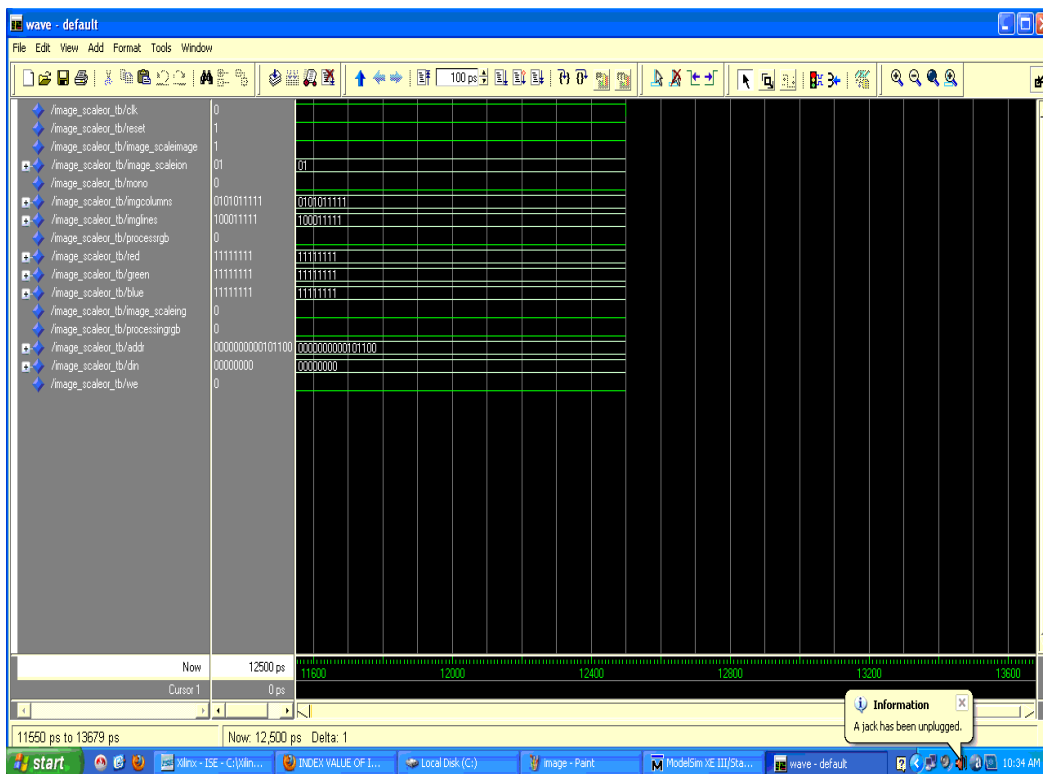 wave - default
File Edit View Add Format Tools Window
100 ps
/image_scaleor_tb/clk 0
/image_scaleor_tb/reset 1
/image_scaleor_tb/image_scaleimage 1
/image_scaleor_tb/image_scaleion 01 01
/image_scaleor_tb/mono 0
/image_scaleor_tb/imgcolumns 0101011111 0101011111
/image_scaleor_tb/imglines 100011111 100011111
/image_scaleor_tb/processrgb 0
/image_scaleor_tb/red 11111111 11111111
/image_scaleor_tb/green 11111111 11111111
/image_scaleor_tb/blue 11111111 11111111
/image_scaleor_tb/image_scaleing 0
/image_scaleor_tb/processingrgb 0
/image_scaleor_tb/addr 0000000000101100 0000000000101100
/image_scaleor_tb/din 00000000 00000000
/image_scaleor_tb/we 0
Now 12500 ps 11600 12000 12400 12800 13200 13600
Cursor 1 0 ps
Information
A jack has been unplugged.
11550 ps to 13679 ps Now: 12,500 ps Delta: 1
start Xilinx - ISE - C:\Xilin... INDEX VALUE OF I... Local Disk (C:) image - Paint ModelSim XE III/Sta... wave - default 10:34 AM